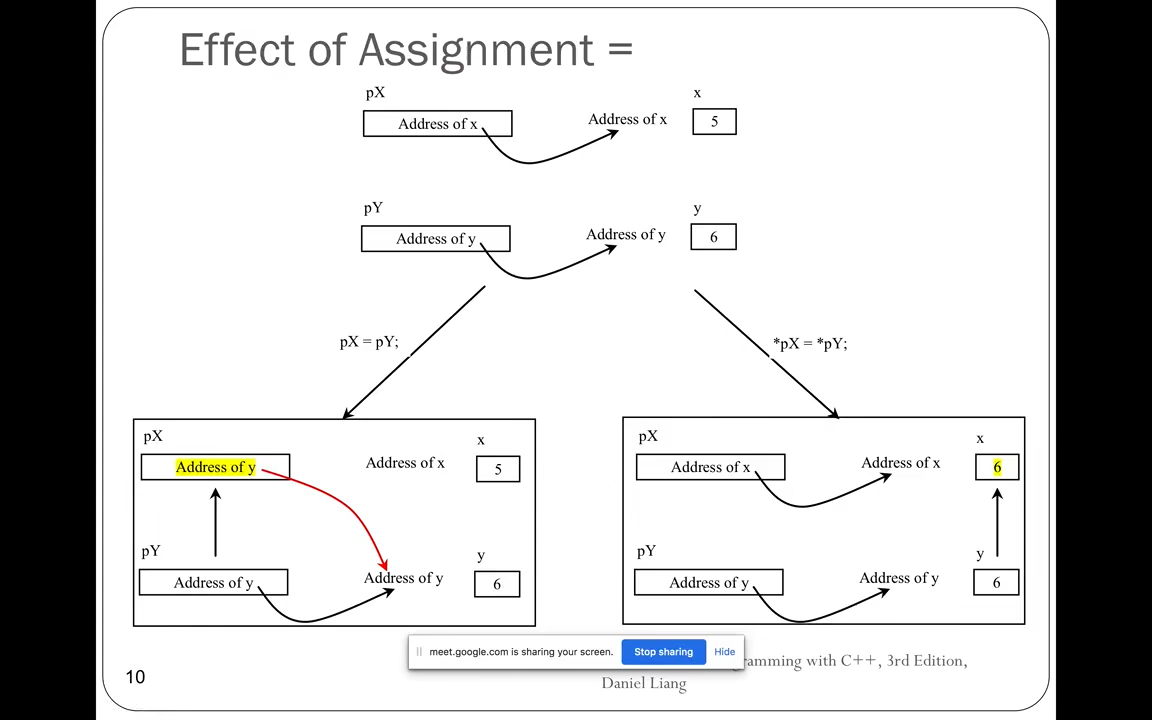 Effect of Assignment =
pX
x
Address of x
Address of x
5
pY
y
Address of y
Address of y
6
pX = pY;
*pX = *pY;
pX
x
Address of y
Address of x
5
pY
y
Address of y
Address of y
6
pX
x
Address of x
Address of x
6
pY
y
Address of y
Address of y
6
meet.google.com is sharing your screen.
Stop sharing
Hide
with C++, 3rd Edition,
Daniel Liang
10